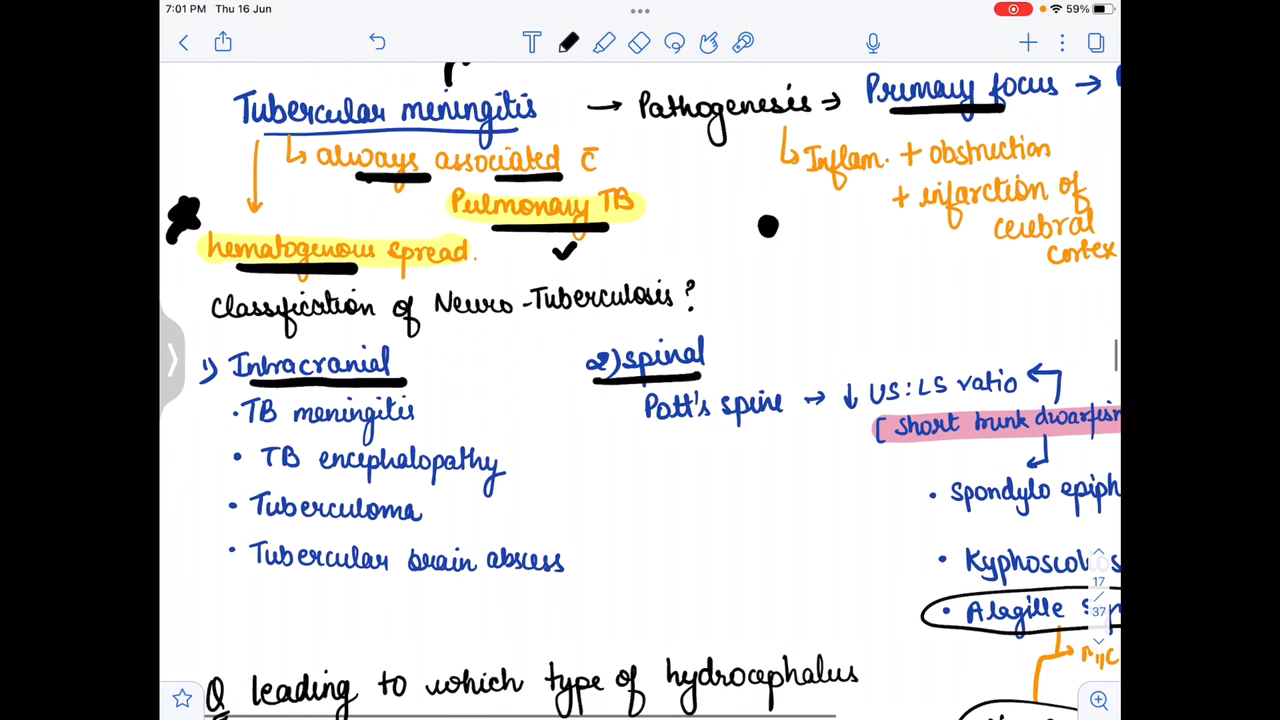 7:01 PM Thu 16 Jun
59%
Tubercular meningitis → Pathogenesis → Primary focus →
↳ always associated c̄
Pulmonary TB
hematogenous spread.
↳ Inflam. + obstruction
+ infarction of
cerebral
cortex
Classification of Neuro-Tuberculosis?
1) Intracranial
• TB meningitis
• TB encephalopathy
• Tuberculoma
• Tubercular brain abscess
2) spinal
Pott's spine → ↓ US:LS ratio
[ short trunk dwarfism
• Spondylo epiph
• Kyphoscolios
• Alagille
17
/
37
Q leading to which type of hydrocephalus